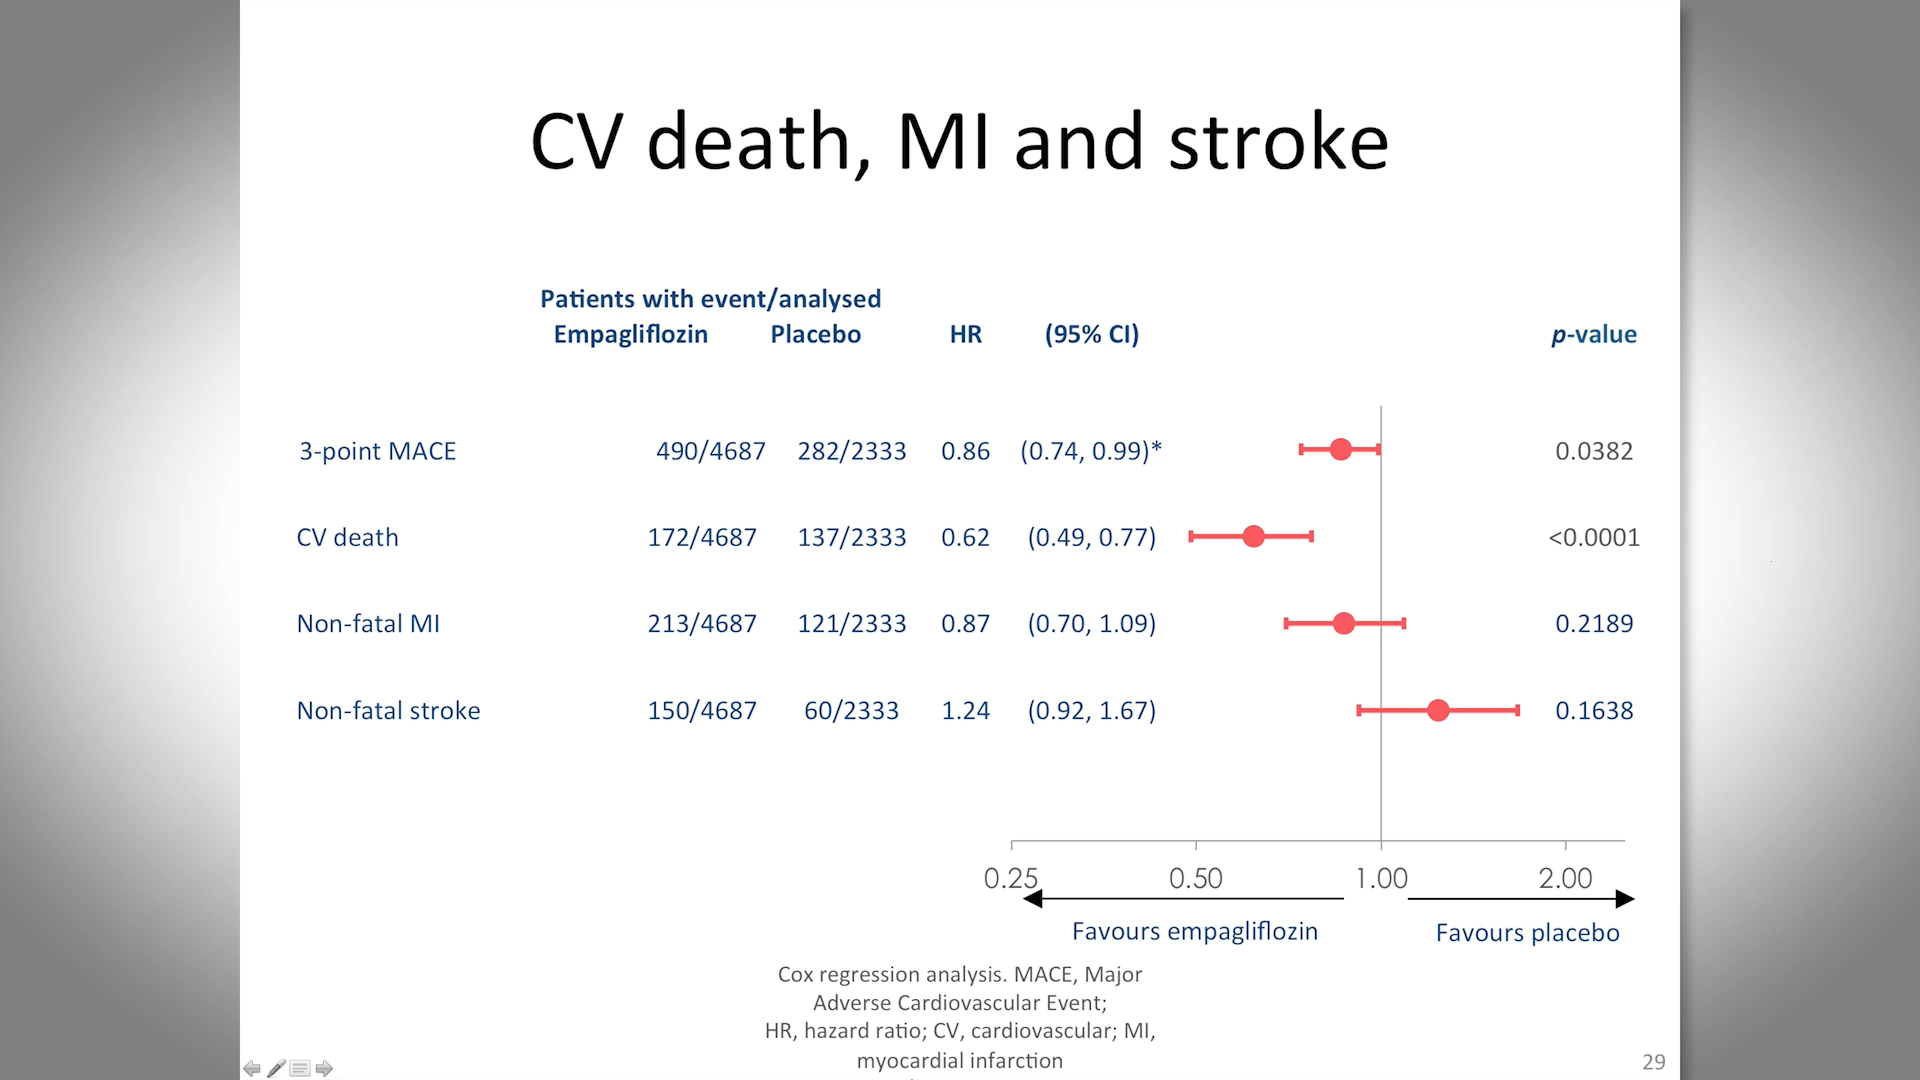 CV death, MI and stroke
Patients with event/analysed
Empagliflozin Placebo HR (95% CI) p-value
3-point MACE 490/4687 282/2333 0.86 (0.74, 0.99)* 0.0382
CV death 172/4687 137/2333 0.62 (0.49, 0.77) <0.0001
Non-fatal MI 213/4687 121/2333 0.87 (0.70, 1.09) 0.2189
Non-fatal stroke 150/4687 60/2333 1.24 (0.92, 1.67) 0.1638
0.25 0.50 1.00 2.00
Favours empagliflozin Favours placebo
Cox regression analysis. MACE, Major
Adverse Cardiovascular Event;
HR, hazard ratio; CV, cardiovascular; MI,
myocardial infarction
29